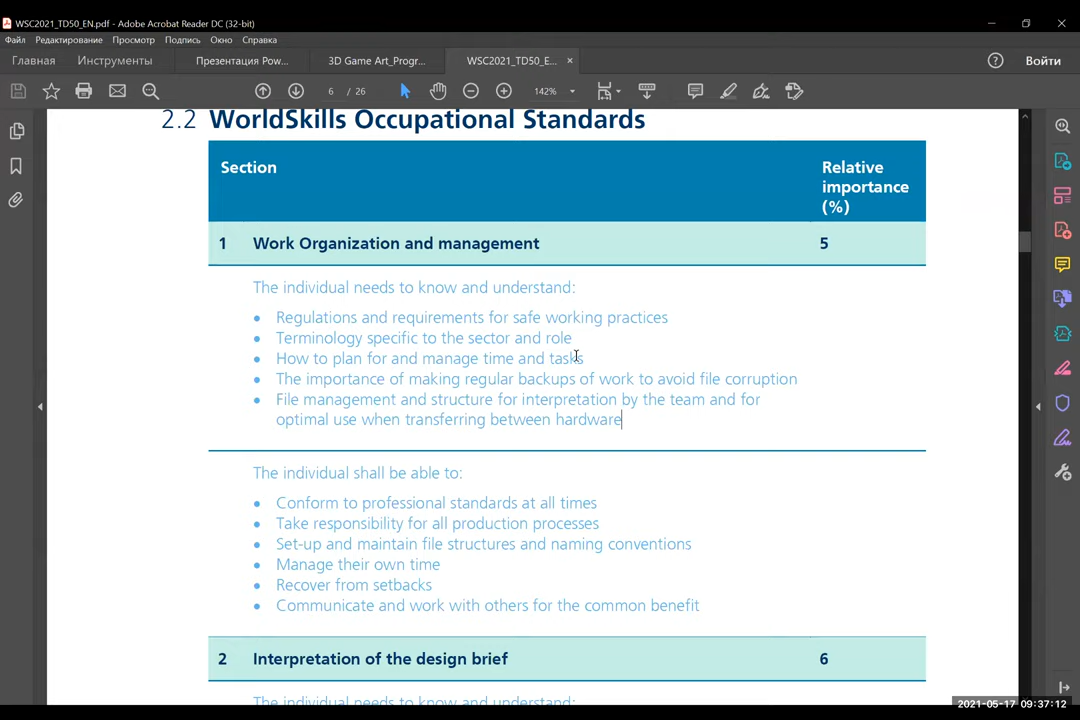 WSC2021_TD50_EN.pdf - Adobe Acrobat Reader DC (32-bit)
Файл Редактирование Просмотр Подпись Окно Справка
Главная Инструменты Презентация Pow... 3D Game Art_Progr... WSC2021_TD50_E... × Войти
6 / 26 142%
2.2 WorldSkills Occupational Standards
Section Relative importance (%)
1 Work Organization and management 5
The individual needs to know and understand:
• Regulations and requirements for safe working practices
• Terminology specific to the sector and role
• How to plan for and manage time and tasks
• The importance of making regular backups of work to avoid file corruption
• File management and structure for interpretation by the team and for
optimal use when transferring between hardware
The individual shall be able to:
• Conform to professional standards at all times
• Take responsibility for all production processes
• Set-up and maintain file structures and naming conventions
• Manage their own time
• Recover from setbacks
• Communicate and work with others for the common benefit
2 Interpretation of the design brief 6
The individual needs to know and understand:
2021-05-17 09:37:12